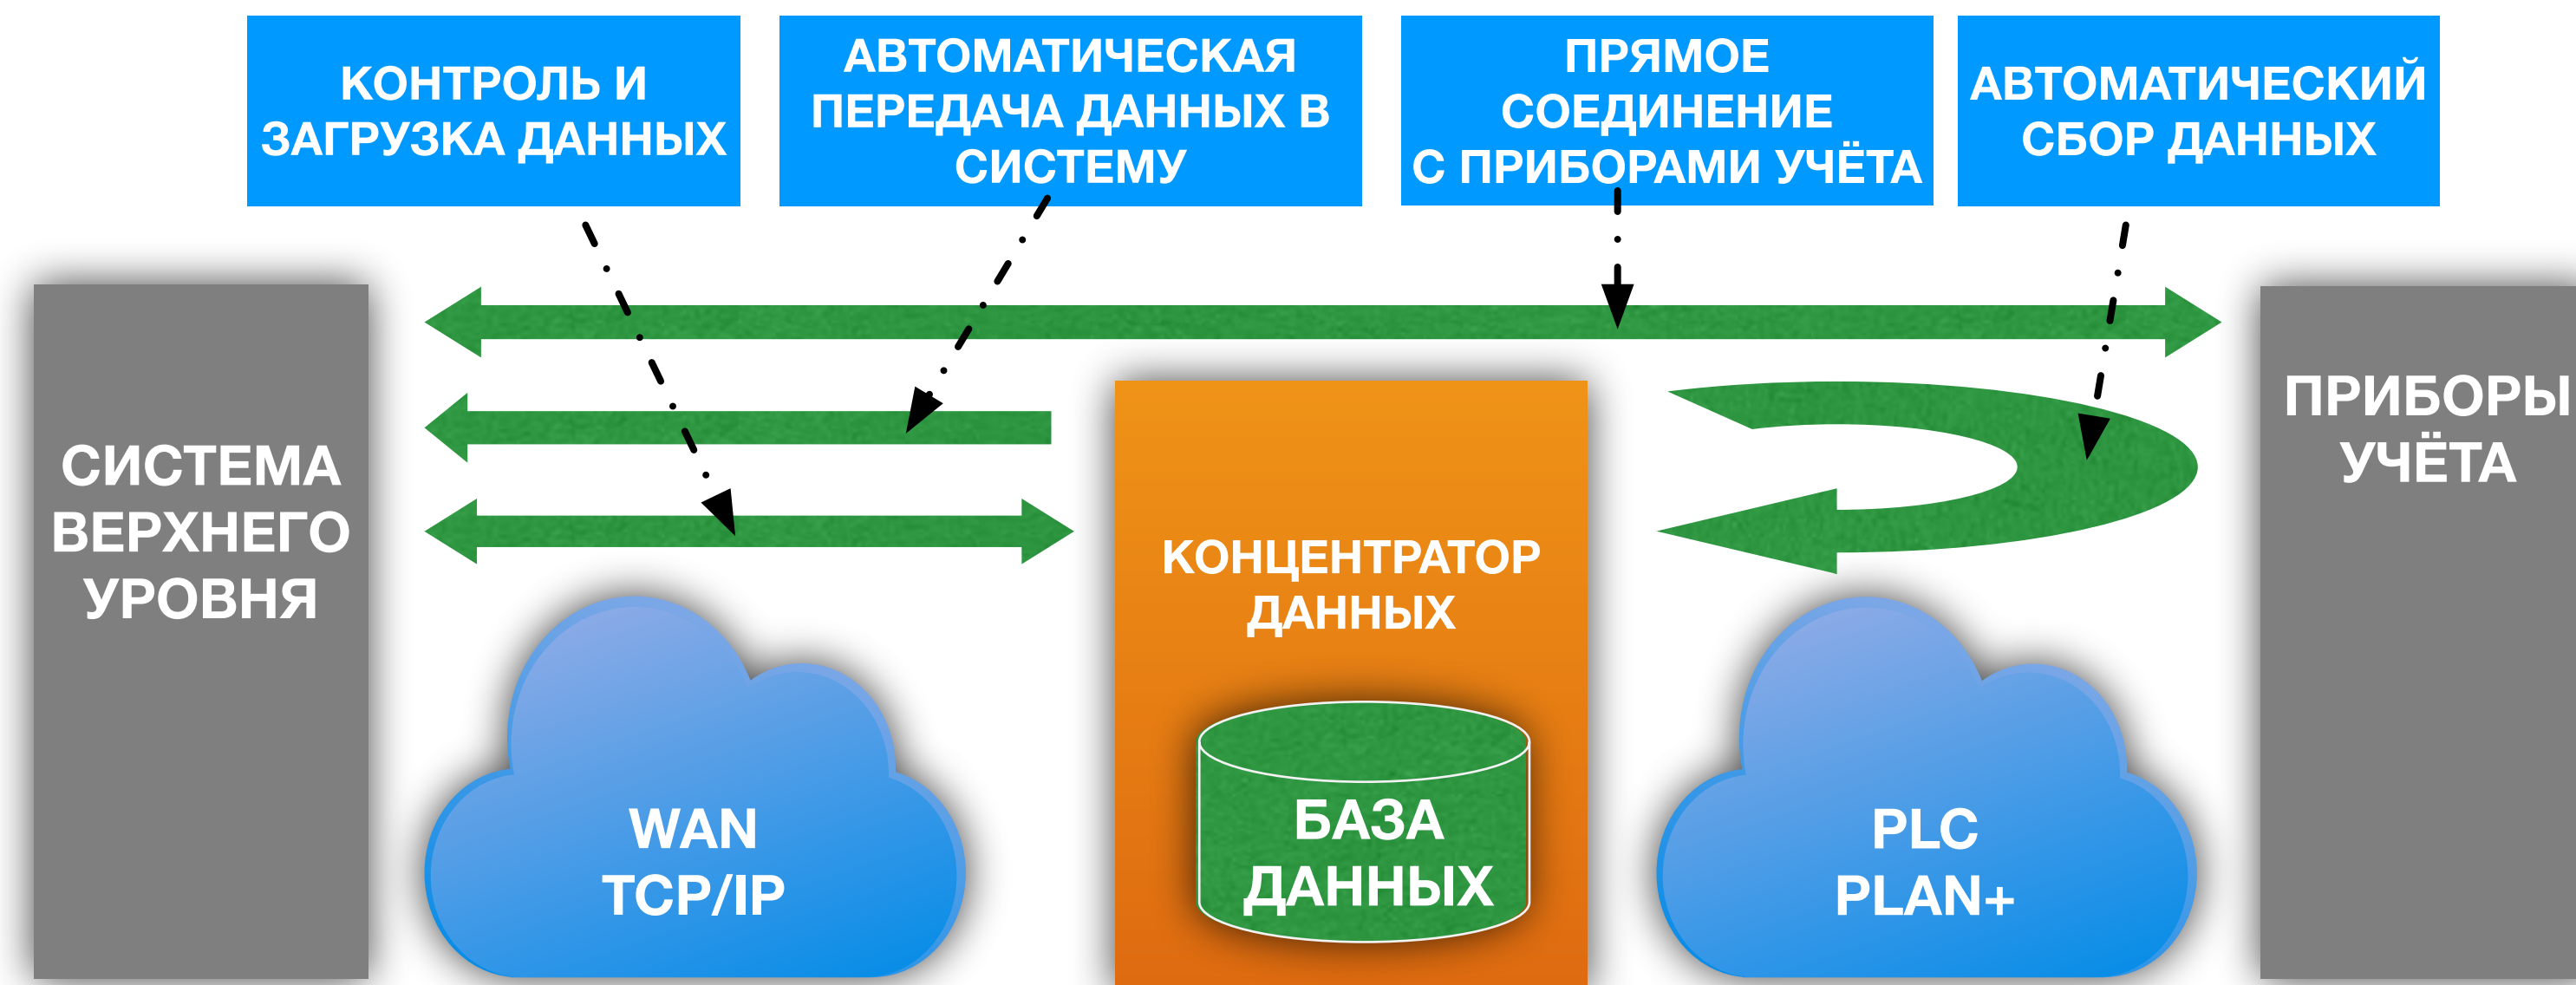 КОНТРОЛЬ И
ЗАГРУЗКА ДАННЫХ
АВТОМАТИЧЕСКАЯ
ПЕРЕДАЧА ДАННЫХ В
СИСТЕМУ
ПРЯМОЕ
СОЕДИНЕНИЕ
С ПРИБОРАМИ УЧЁТА
АВТОМАТИЧЕСКИЙ
СБОР ДАННЫХ
СИСТЕМА
ВЕРХНЕГО
УРОВНЯ
КОНЦЕНТРАТОР
ДАННЫХ
ПРИБОРЫ
УЧЁТА
WAN
TCP/IP
БАЗА
ДАННЫХ
PLC
PLAN+